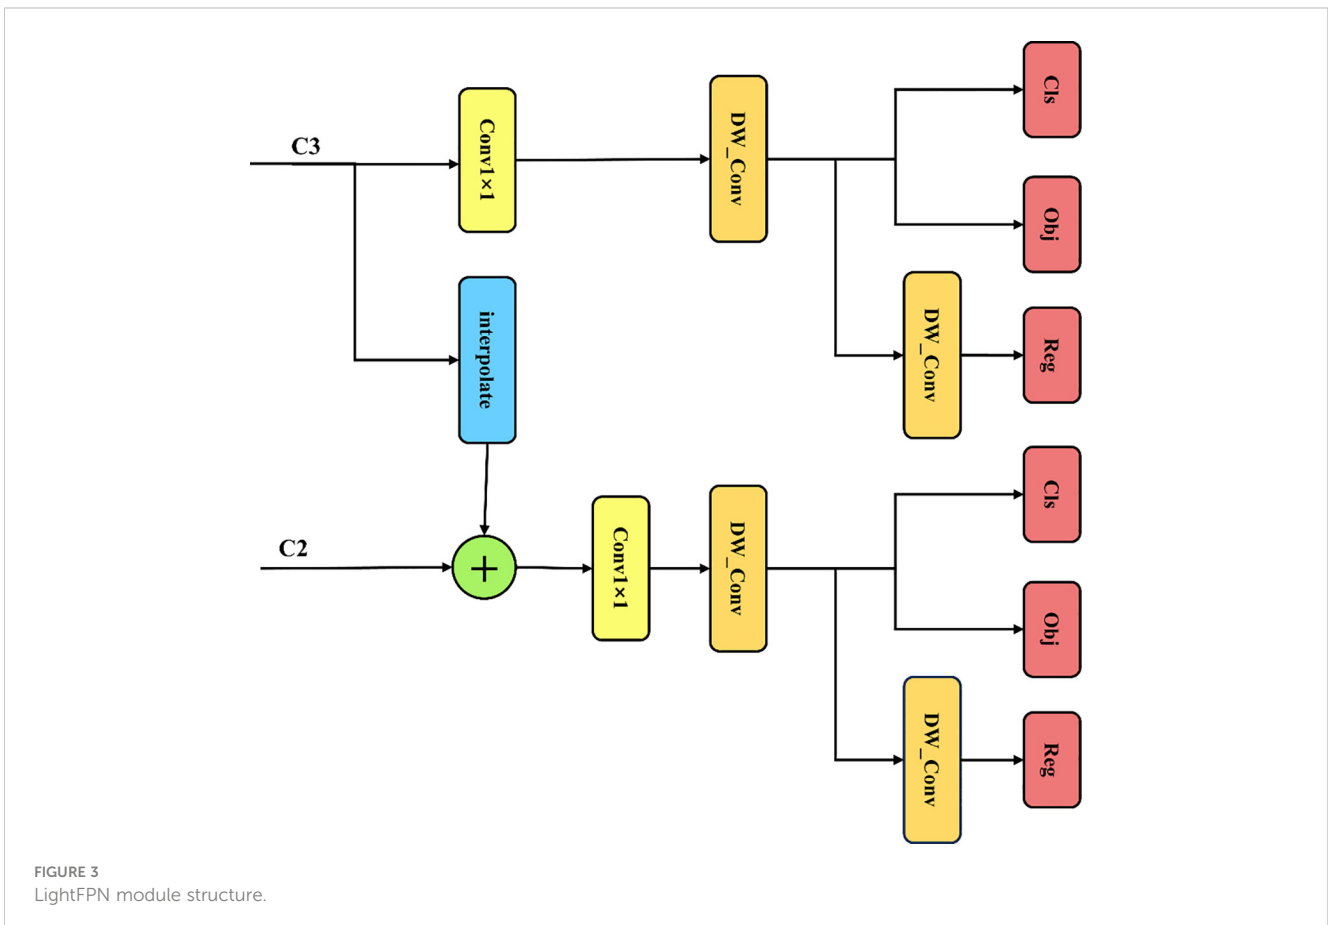 C3
Conv1×1
DW_Conv
Cls
Obj
interpolate
DW_Conv
Reg
C2
+
Conv1×1
DW_Conv
Cls
Obj
DW_Conv
Reg
FIGURE 3
LightFPN module structure.